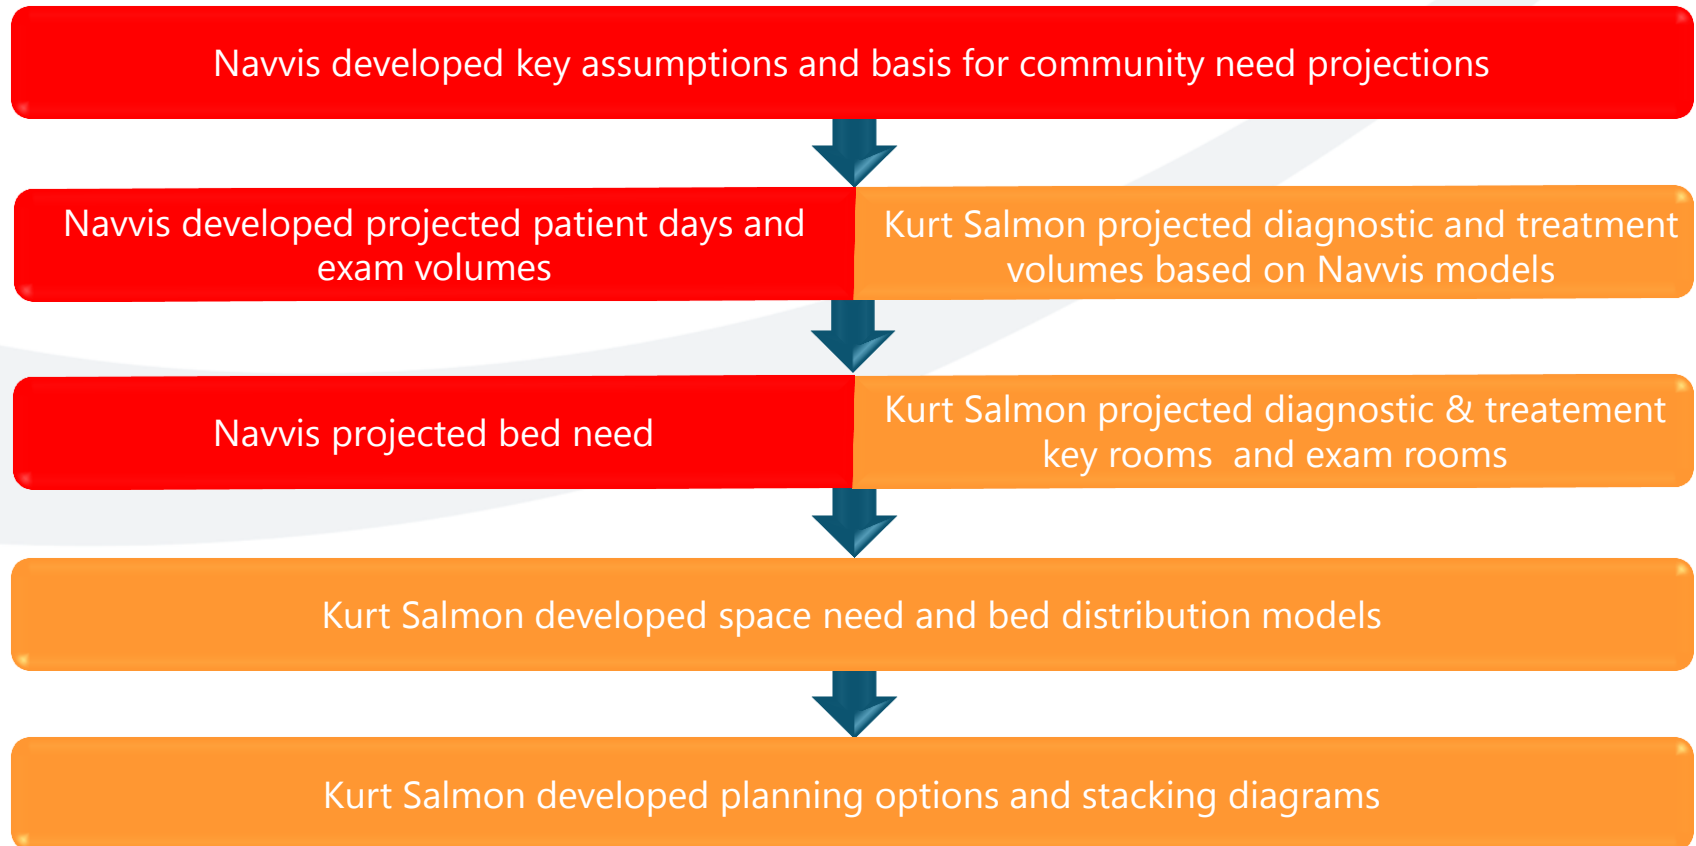 Navvis developed key assumptions and basis for community need projections
Navvis developed projected patient days and
exam volumes
Kurt Salmon projected diagnostic and treatment
volumes based on Navvis models
Navvis projected bed need
Kurt Salmon projected diagnostic & treatement
key rooms  and exam rooms
Kurt Salmon developed space need and bed distribution models
Kurt Salmon developed planning options and stacking diagrams